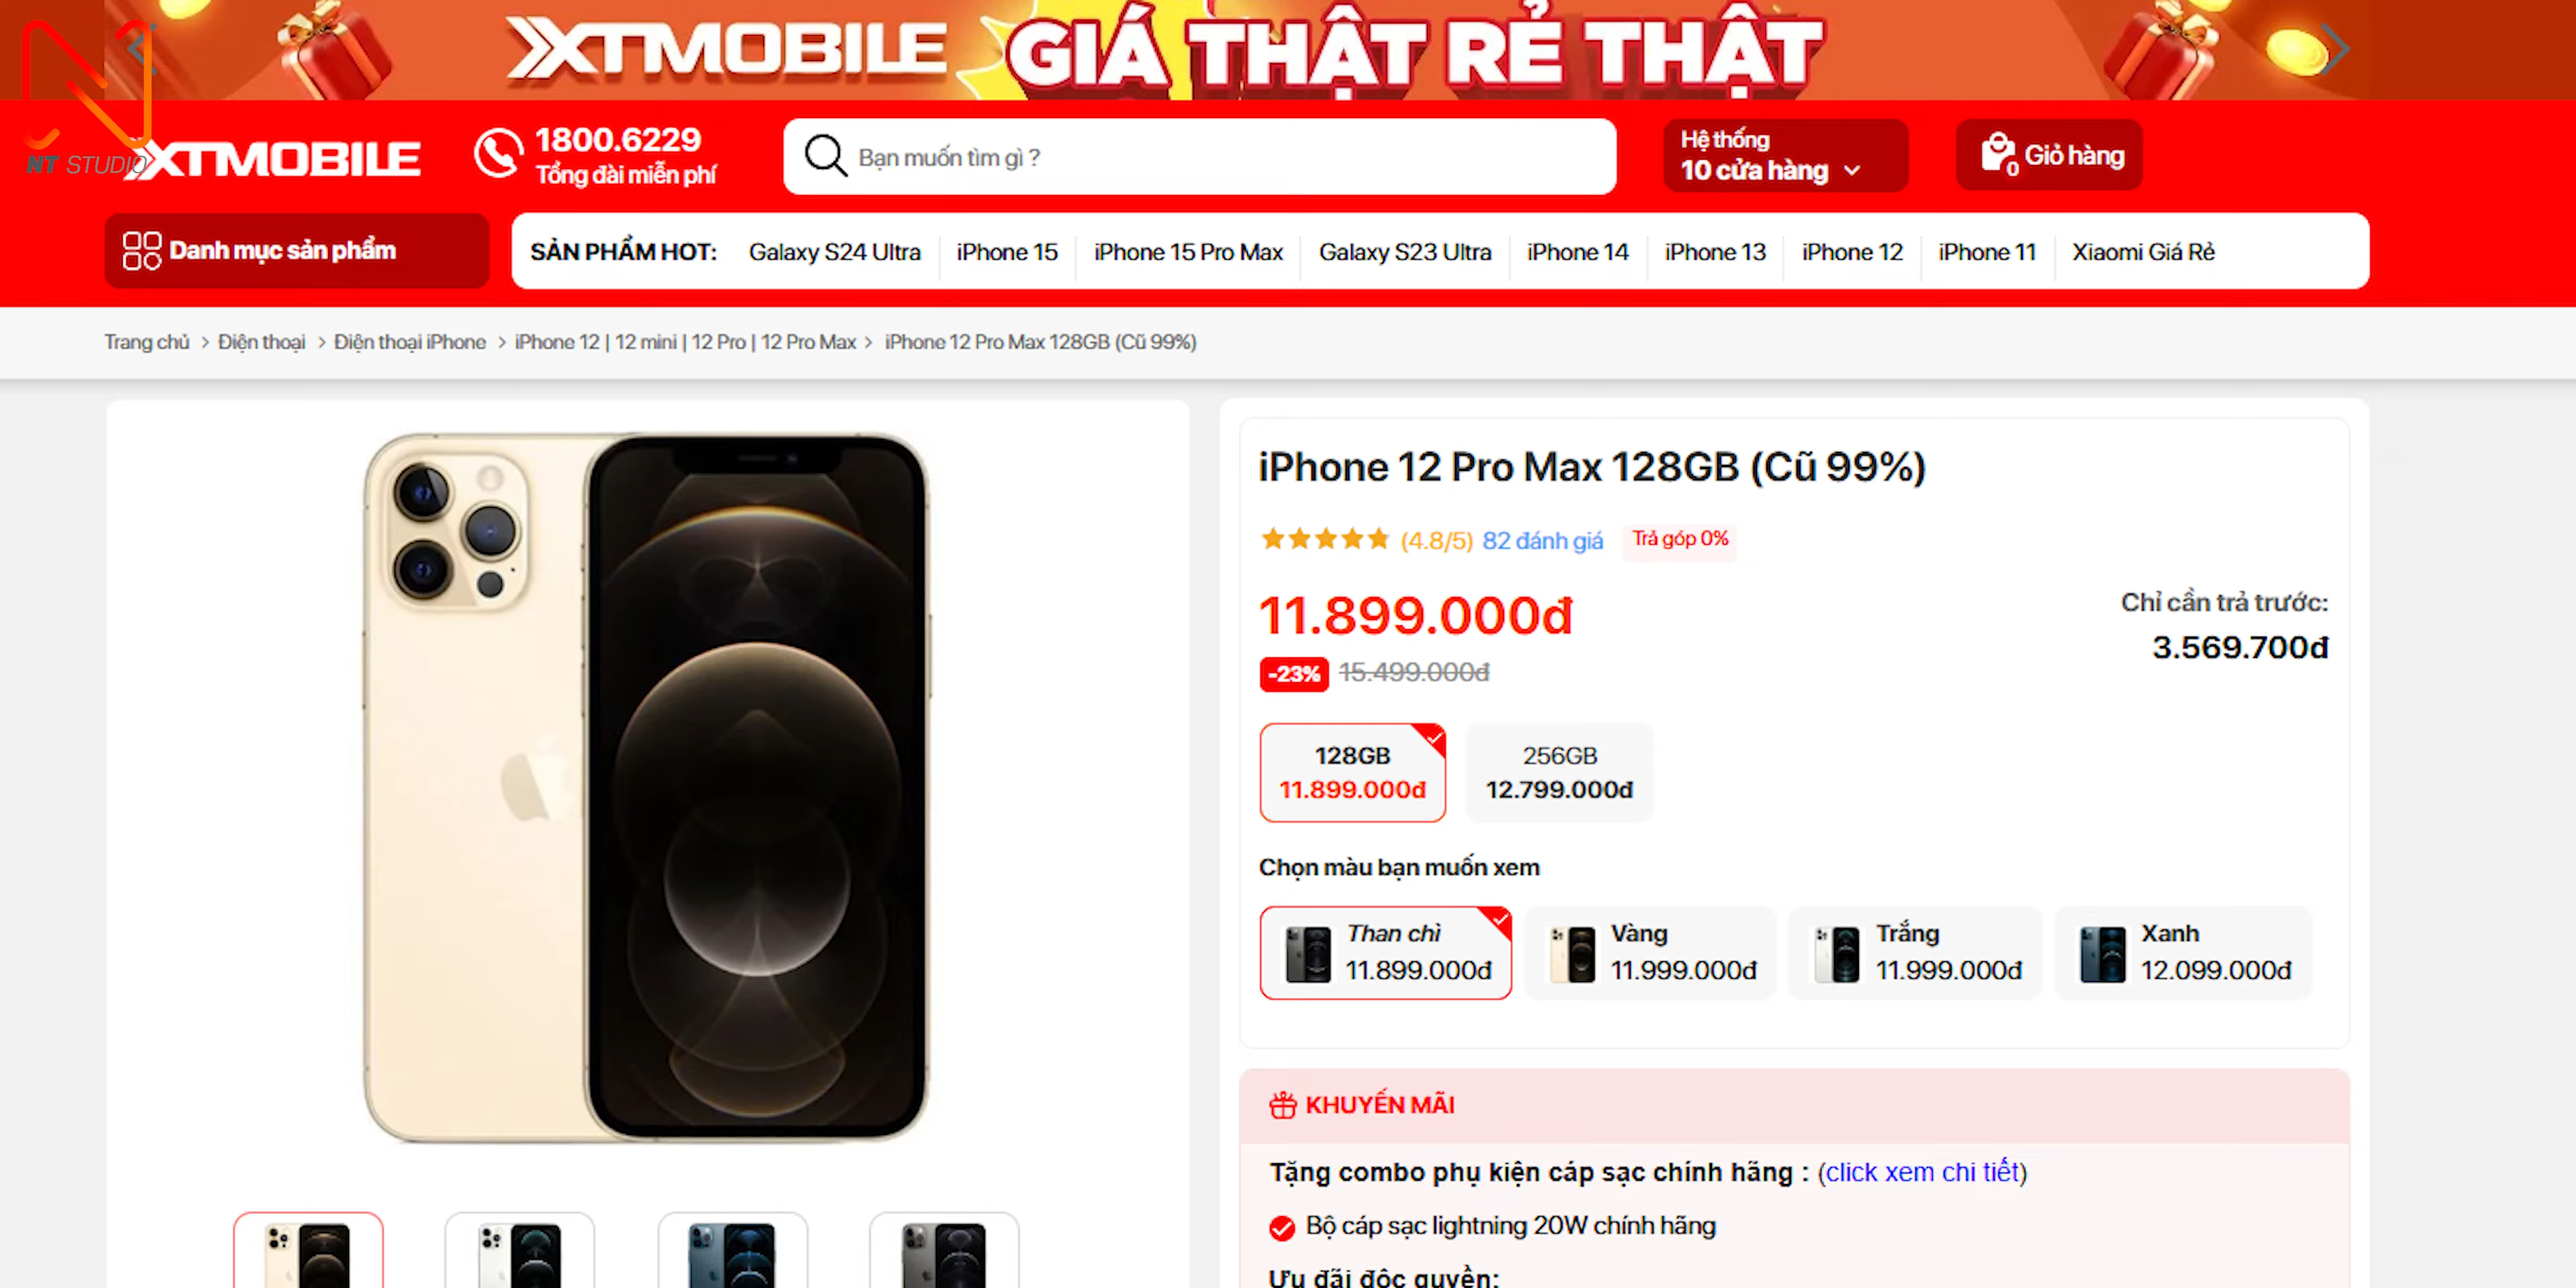 XTMOBILE GIÁ THẬT RẺ THẬT
NT STUDIO
XTMOBILE
1800.6229
Tổng đài miễn phí
Bạn muốn tìm gì ?
Hệ thống
10 cửa hàng
0 Giỏ hàng
Danh mục sản phẩm
SẢN PHẨM HOT: Galaxy S24 Ultra iPhone 15 iPhone 15 Pro Max Galaxy S23 Ultra iPhone 14 iPhone 13 iPhone 12 iPhone 11 Xiaomi Giá Rẻ
Trang chủ > Điện thoại > Điện thoại iPhone > iPhone 12 | 12 mini | 12 Pro | 12 Pro Max > iPhone 12 Pro Max 128GB (Cũ 99%)
iPhone 12 Pro Max 128GB (Cũ 99%)
(4.8/5) 82 đánh giá Trả góp 0%
11.899.000đ
-23% 15.499.000đ
Chỉ cần trả trước:
3.569.700đ
128GB
11.899.000đ
256GB
12.799.000đ
Chọn màu bạn muốn xem
Than chì
11.899.000đ
Vàng
11.999.000đ
Trắng
11.999.000đ
Xanh
12.099.000đ
KHUYẾN MÃI
Tặng combo phụ kiện cáp sạc chính hãng : (click xem chi tiết)
Bộ cáp sạc lightning 20W chính hãng
Ưu đãi độc quyền: